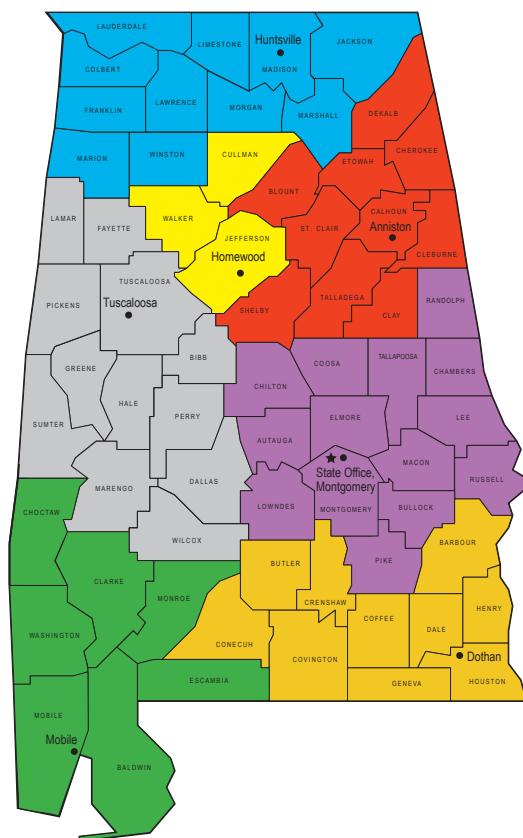 LAUDERDALE
LIMESTONE
Huntsville
MADISON
JACKSON
COLBERT
FRANKLIN
LAWRENCE
MORGAN
MARSHALL
DEKALB
CHEROKEE
MARION
WINSTON
CULLMAN
ETOWAH
BLOUNT
LAMAR
FAYETTE
WALKER
JEFFERSON
Homewood
ST. CLAIR
CALHOUN
Anniston
CLEBURNE
PICKENS
TUSCALOOSA
Tuscaloosa
SHELBY
TALLADEGA
CLAY
RANDOLPH
GREENE
HALE
BIBB
CHILTON
COOSA
TALLAPOOSA
CHAMBERS
SUMTER
PERRY
AUTAUGA
ELMORE
LEE
MACON
State Office,
Montgomery
RUSSELL
MARENGO
DALLAS
LOWNDES
MONTGOMERY
BULLOCK
CHOCTAW
WILCOX
BARBOUR
CLARKE
MONROE
BUTLER
CRENSHAW
PIKE
HENRY
WASHINGTON
CONECUH
COVINGTON
COFFEE
DALE
Dothan
HOUSTON
ESCAMBIA
GENEVA
MOBILE
Mobile
BALDWIN